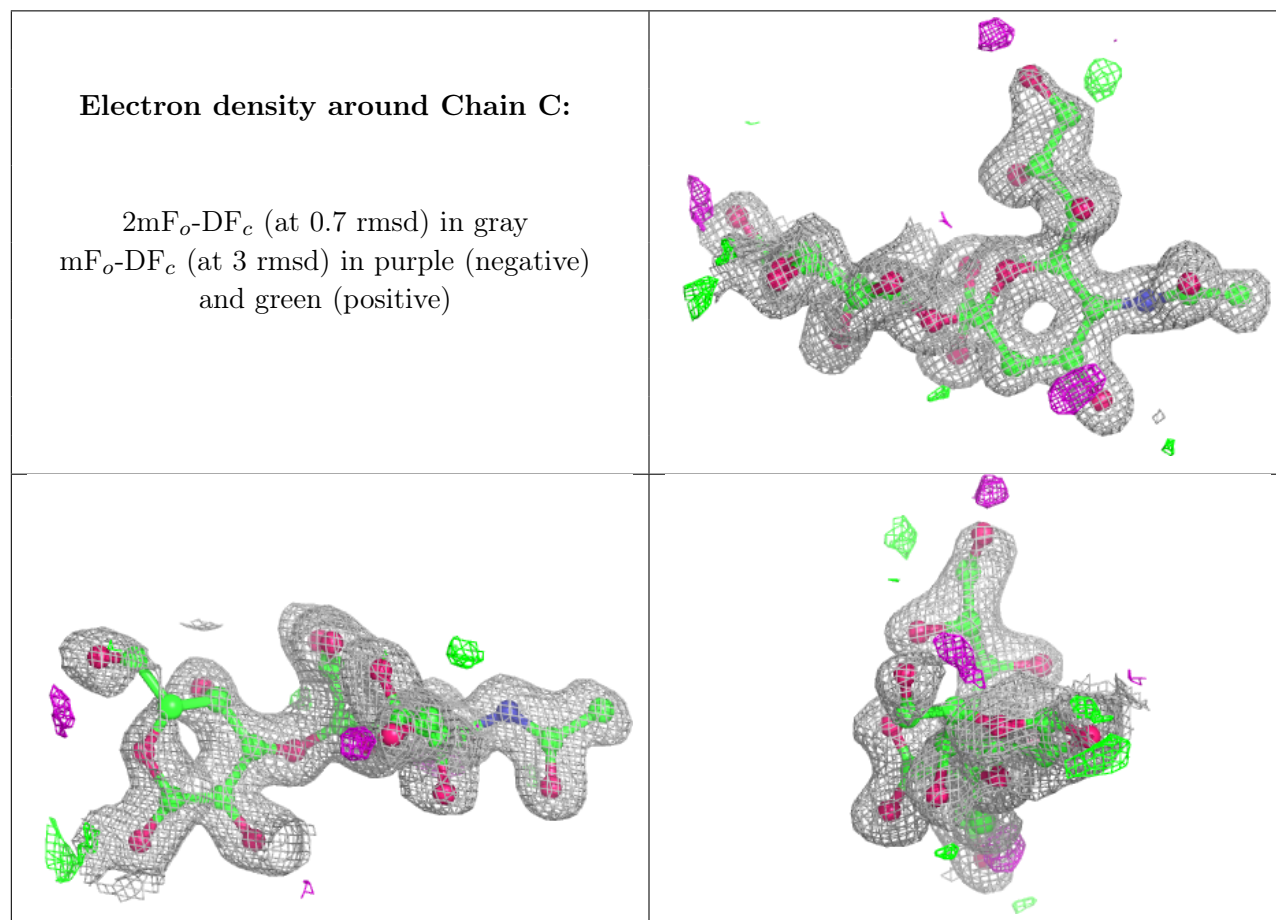 Electron density around Chain C:
2mFo-DFc (at 0.7 rmsd) in gray
mFo-DFc (at 3 rmsd) in purple (negative)
and green (positive)